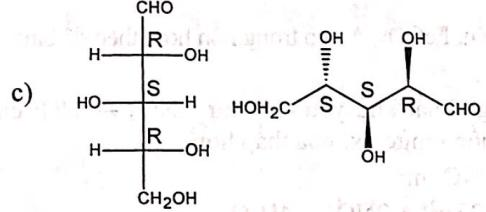 c)
CHO
H R OH
HO S H
H R OH
CH₂OH
OH OH
HOH₂C S S R CHO
OH